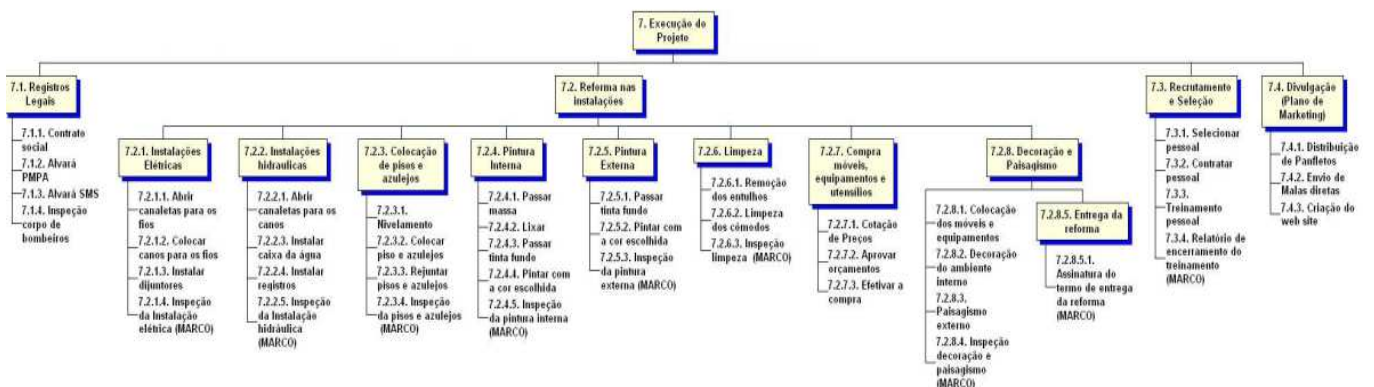 7. Execução do
Projeto
7.1. Registros
Legais
7.1.1. Contrato
social
7.1.2. Alvará
PMPA
7.1.3. Alvará SMS
7.1.4. Inspeção
corpo de
bombeiros
7.2. Reforma nas
instalações
7.2.1. Instalações
Elétricas
7.2.1.1. Abrir
canaletas para os
fios
7.2.1.2. Colocar
canos para os fios
7.2.1.3. Instalar
dijuntores
7.2.1.4. Inspeção
da Instalação
elétrica (MARCO)
7.2.2. Instalações
hidraulicas
7.2.2.1. Abrir
canaletas para os
canos
7.2.2.3. Instalar
caixa da água
7.2.2.4. Instalar
registros
7.2.2.5. Inspeção
da Instalação
hidráulica
(MARCO)
7.2.3. Colocação
de pisos e
azulejos
7.2.3.1.
Nivelamento
7.2.3.2. Colocar
piso e azulejos
7.2.3.3. Rejuntar
pisos e azulejos
7.2.3.4. Inspeção
da pisos e azulejos
(MARCO)
7.2.4. Pintura
Interna
7.2.4.1. Passar
massa
7.2.4.2. Lixar
7.2.4.3. Passar
tinta fundo
7.2.4.4. Pintar com
a cor escolhida
7.2.4.5. Inspeção
da pintura interna
(MARCO)
7.2.5. Pintura
Externa
7.2.5.1. Passar
tinta fundo
7.2.5.2. Pintar com
a cor escolhida
7.2.5.3. Inspeção
da pintura
externa (MARCO)
7.2.6. Limpeza
7.2.6.1. Remoção
dos entulhos
7.2.6.2. Limpeza
dos cômodos
7.2.6.3. Inspeção
limpeza (MARCO)
7.2.7. Compra
móveis,
equipamentos e
utensílios
7.2.7.1. Cotação
de Preços
7.2.7.2. Aprovar
orçamentos
7.2.7.3. Efetivar a
compra
7.2.8. Decoração e
Paisagismo
7.2.8.1. Colocação
dos móveis e
equipamentos
7.2.8.2. Decoração
do ambiente
interno
7.2.8.3.
Paisagismo
externo
7.2.8.4. Inspeção
decoração e
paisagismo
(MARCO)
7.2.8.5. Entrega da
reforma
7.2.8.5.1.
Assinatura do
termo de entrega
da reforma
(MARCO)
7.3. Recrutamento
e Seleção
7.3.1. Selecionar
pessoal
7.3.2. Contratar
pessoal
7.3.3.
Treinamento
pessoal
7.3.4. Relatório de
encerramento do
treinamento
(MARCO)
7.4. Divulgação
(Plano de
Marketing)
7.4.1. Distribuição
de Panfletos
7.4.2. Envio de
Malas diretas
7.4.3. Criação do
web site